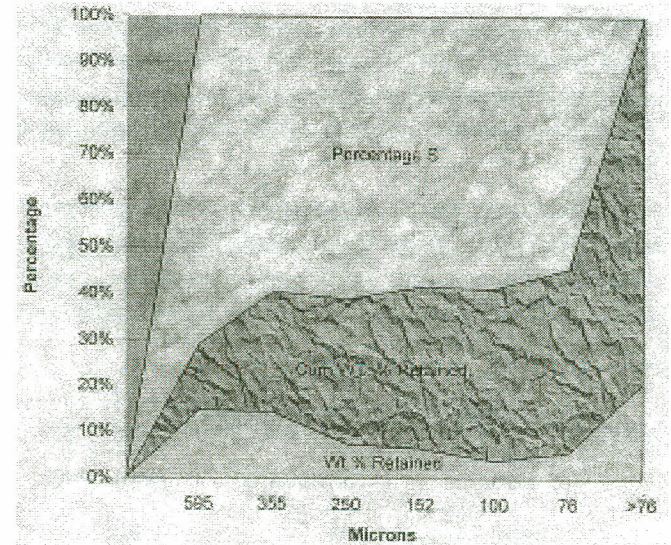 100%
90%
80%
70%
60%
50%
40%
30%
20%
10%
0%
Percentage
Percentage S
Cum Wt % Retained
Wt % Retained
595 355 250 152 100 76 >76
Microns